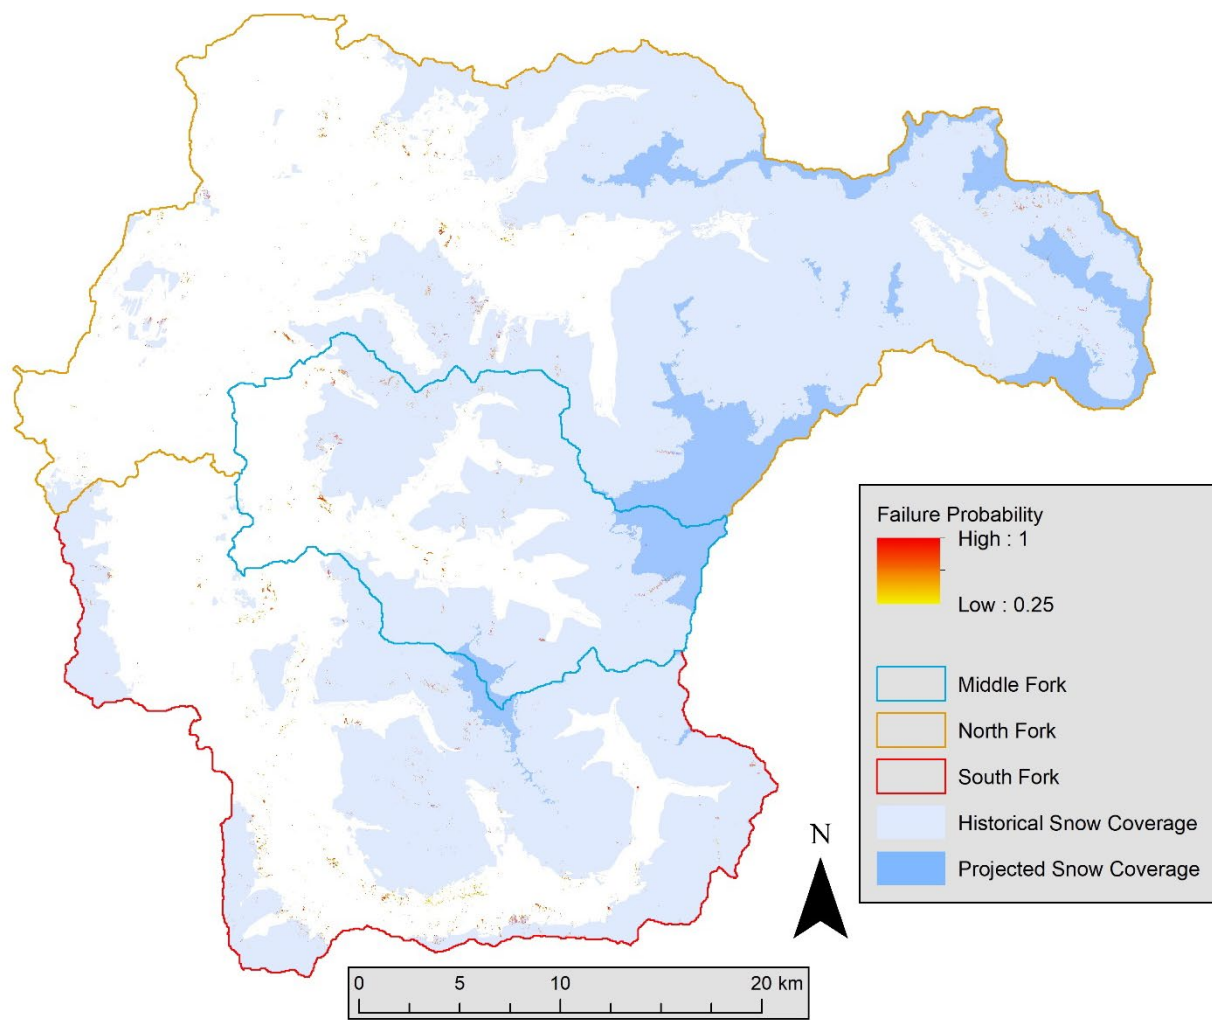 Failure Probability
High : 1
Low : 0.25
Middle Fork
North Fork
South Fork
Historical Snow Coverage
Projected Snow Coverage
N
0 5 10 20 km